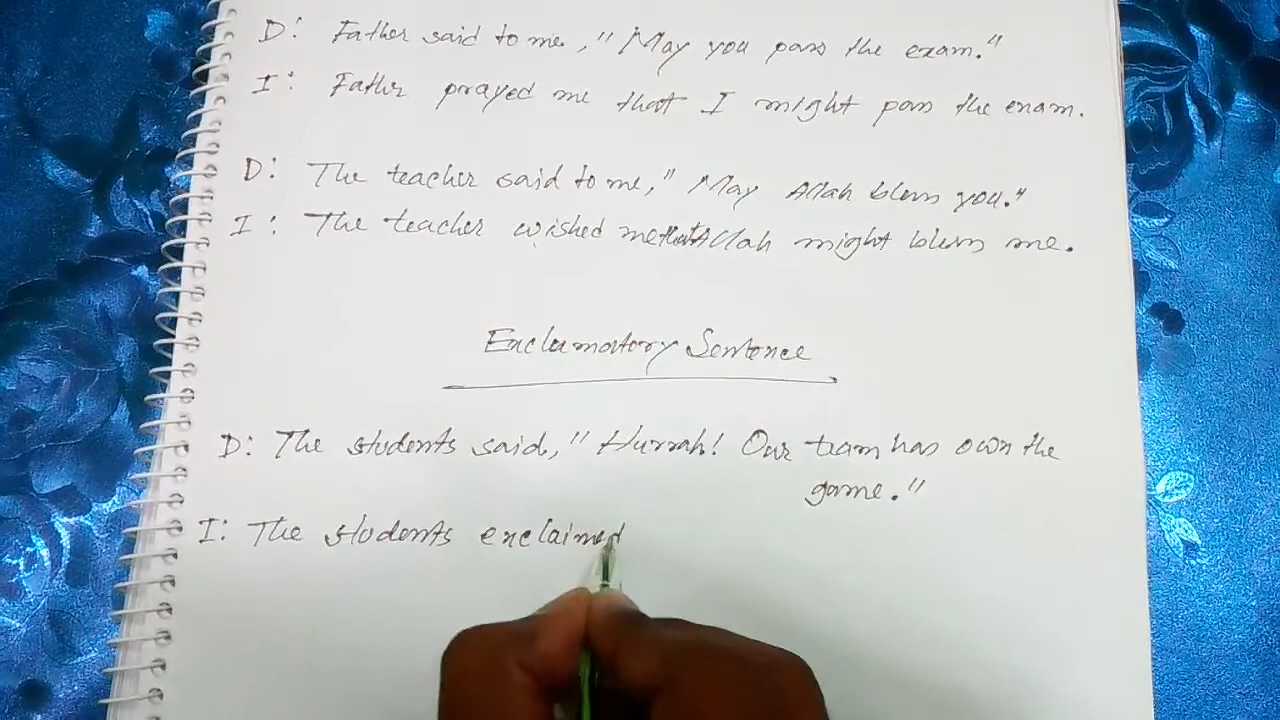 D: Father said to me, "May you pass the exam."
I: Father prayed me that I might pass the exam.
D: The teacher said to me, "May Allah bless you."
I: The teacher wished me that Allah might bless me.
Exclamatory Sentence
D: The students said, "Hurrah! Our team has own the
game."
I: The students exclaimed